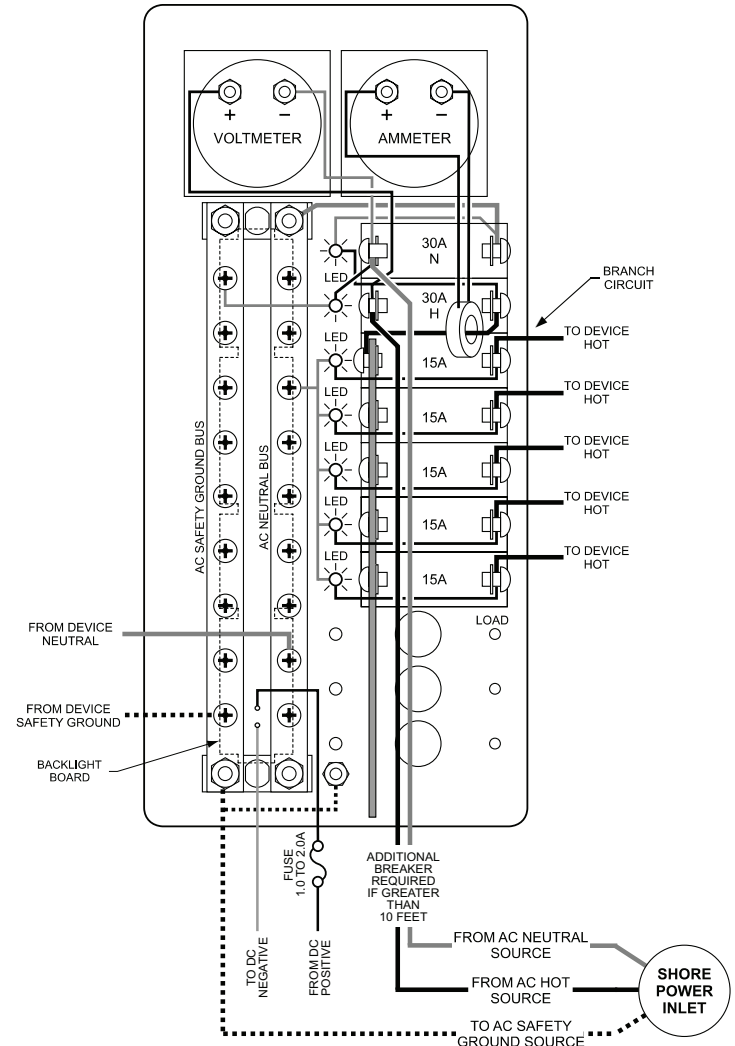 +
−
VOLTMETER
+
−
AMMETER
30A
N
LED
30A
H
LED
15A
LED
15A
LED
15A
LED
15A
LED
15A
BRANCH
CIRCUIT
TO DEVICE
HOT
TO DEVICE
HOT
TO DEVICE
HOT
TO DEVICE
HOT
TO DEVICE
HOT
LOAD
AC SAFETY GROUND BUS
AC NEUTRAL BUS
FROM DEVICE
NEUTRAL
FROM DEVICE
SAFETY GROUND
BACKLIGHT
BOARD
FUSE
1.0 TO 2.0A
TO DC
NEGATIVE
FROM DC
POSITIVE
ADDITIONAL
BREAKER
REQUIRED
IF GREATER
THAN
10 FEET
FROM AC NEUTRAL
SOURCE
FROM AC HOT
SOURCE
TO AC SAFETY
GROUND SOURCE
SHORE
POWER
INLET